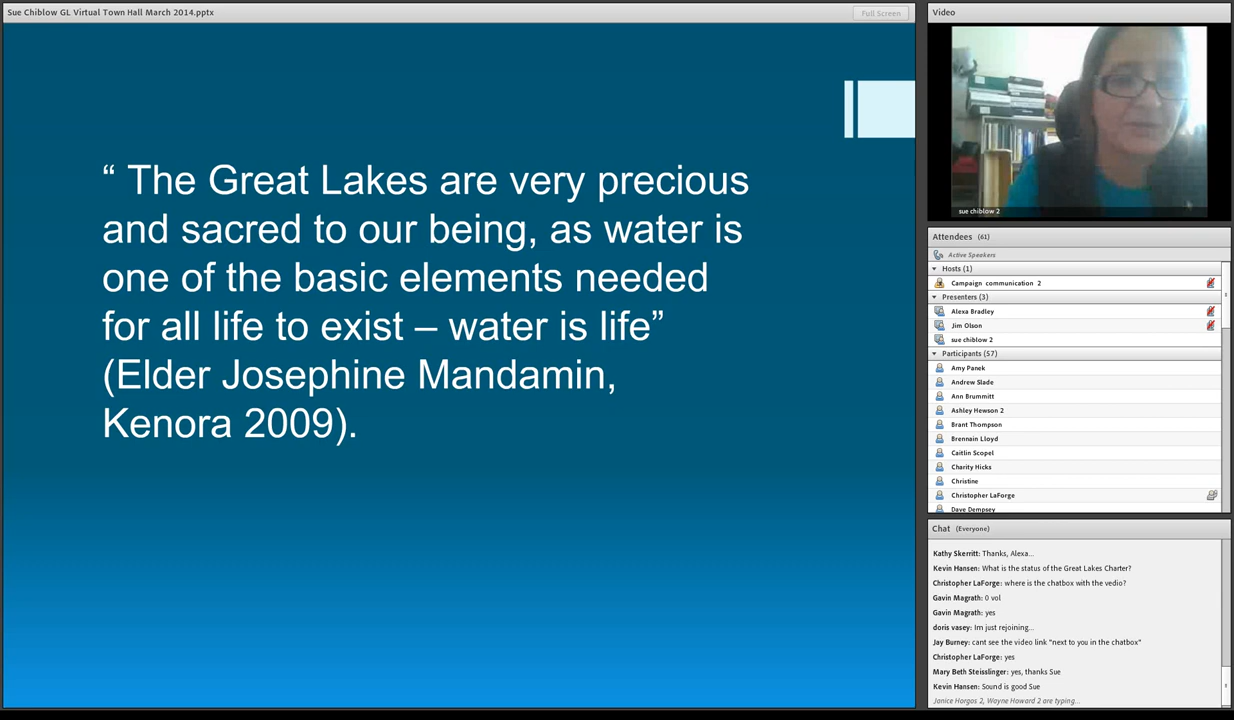 Sue Chiblow GL Virtual Town Hall March 2014.pptx
Full Screen
“ The Great Lakes are very precious
and sacred to our being, as water is
one of the basic elements needed
for all life to exist – water is life”
(Elder Josephine Mandamin,
Kenora 2009).
Video
sue chiblow 2
Attendees (61)
Active Speakers
Hosts (1)
Campaign communication 2
Presenters (3)
Alexa Bradley
Jim Olson
sue chiblow 2
Participants (57)
Amy Panek
Andrew Slade
Ann Brummitt
Ashley Hewson 2
Brant Thompson
Brennain Lloyd
Caitlin Scopel
Charity Hicks
Christine
Christopher LaForge
Dave Dempsey
Chat (Everyone)
Kathy Skerritt: Thanks, Alexa...
Kevin Hansen: What is the status of the Great Lakes Charter?
Christopher LaForge: where is the chatbox with the vedio?
Gavin Magrath: 0 vol
Gavin Magrath: yes
doris vasey: Im just rejoining...
Jay Burney: cant see the video link "next to you in the chatbox"
Christopher LaForge: yes
Mary Beth Steisslinger: yes, thanks Sue
Kevin Hansen: Sound is good Sue
Janice Horgos 2, Wayne Howard 2 are typing...